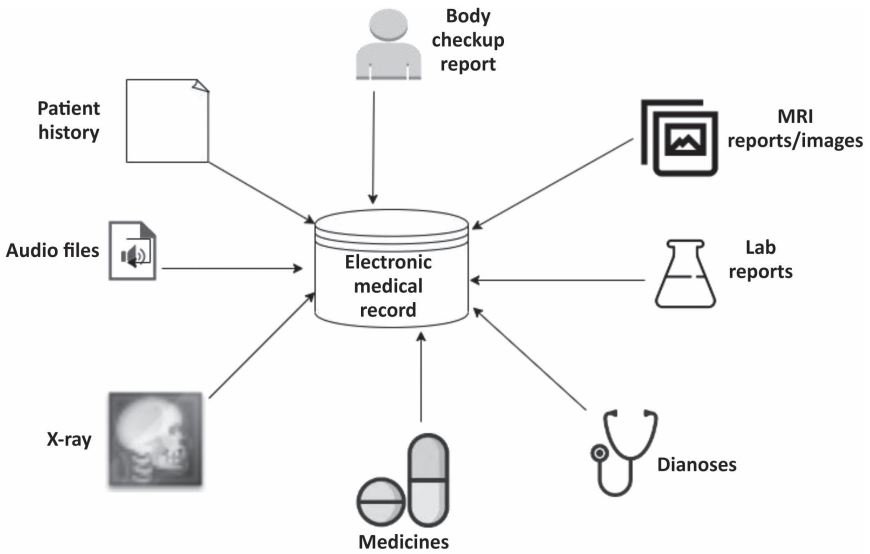 Body
checkup
report
Patient
history
MRI
reports/images
Audio files
Electronic
medical
record
Lab
reports
X-ray
Dianoses
Medicines